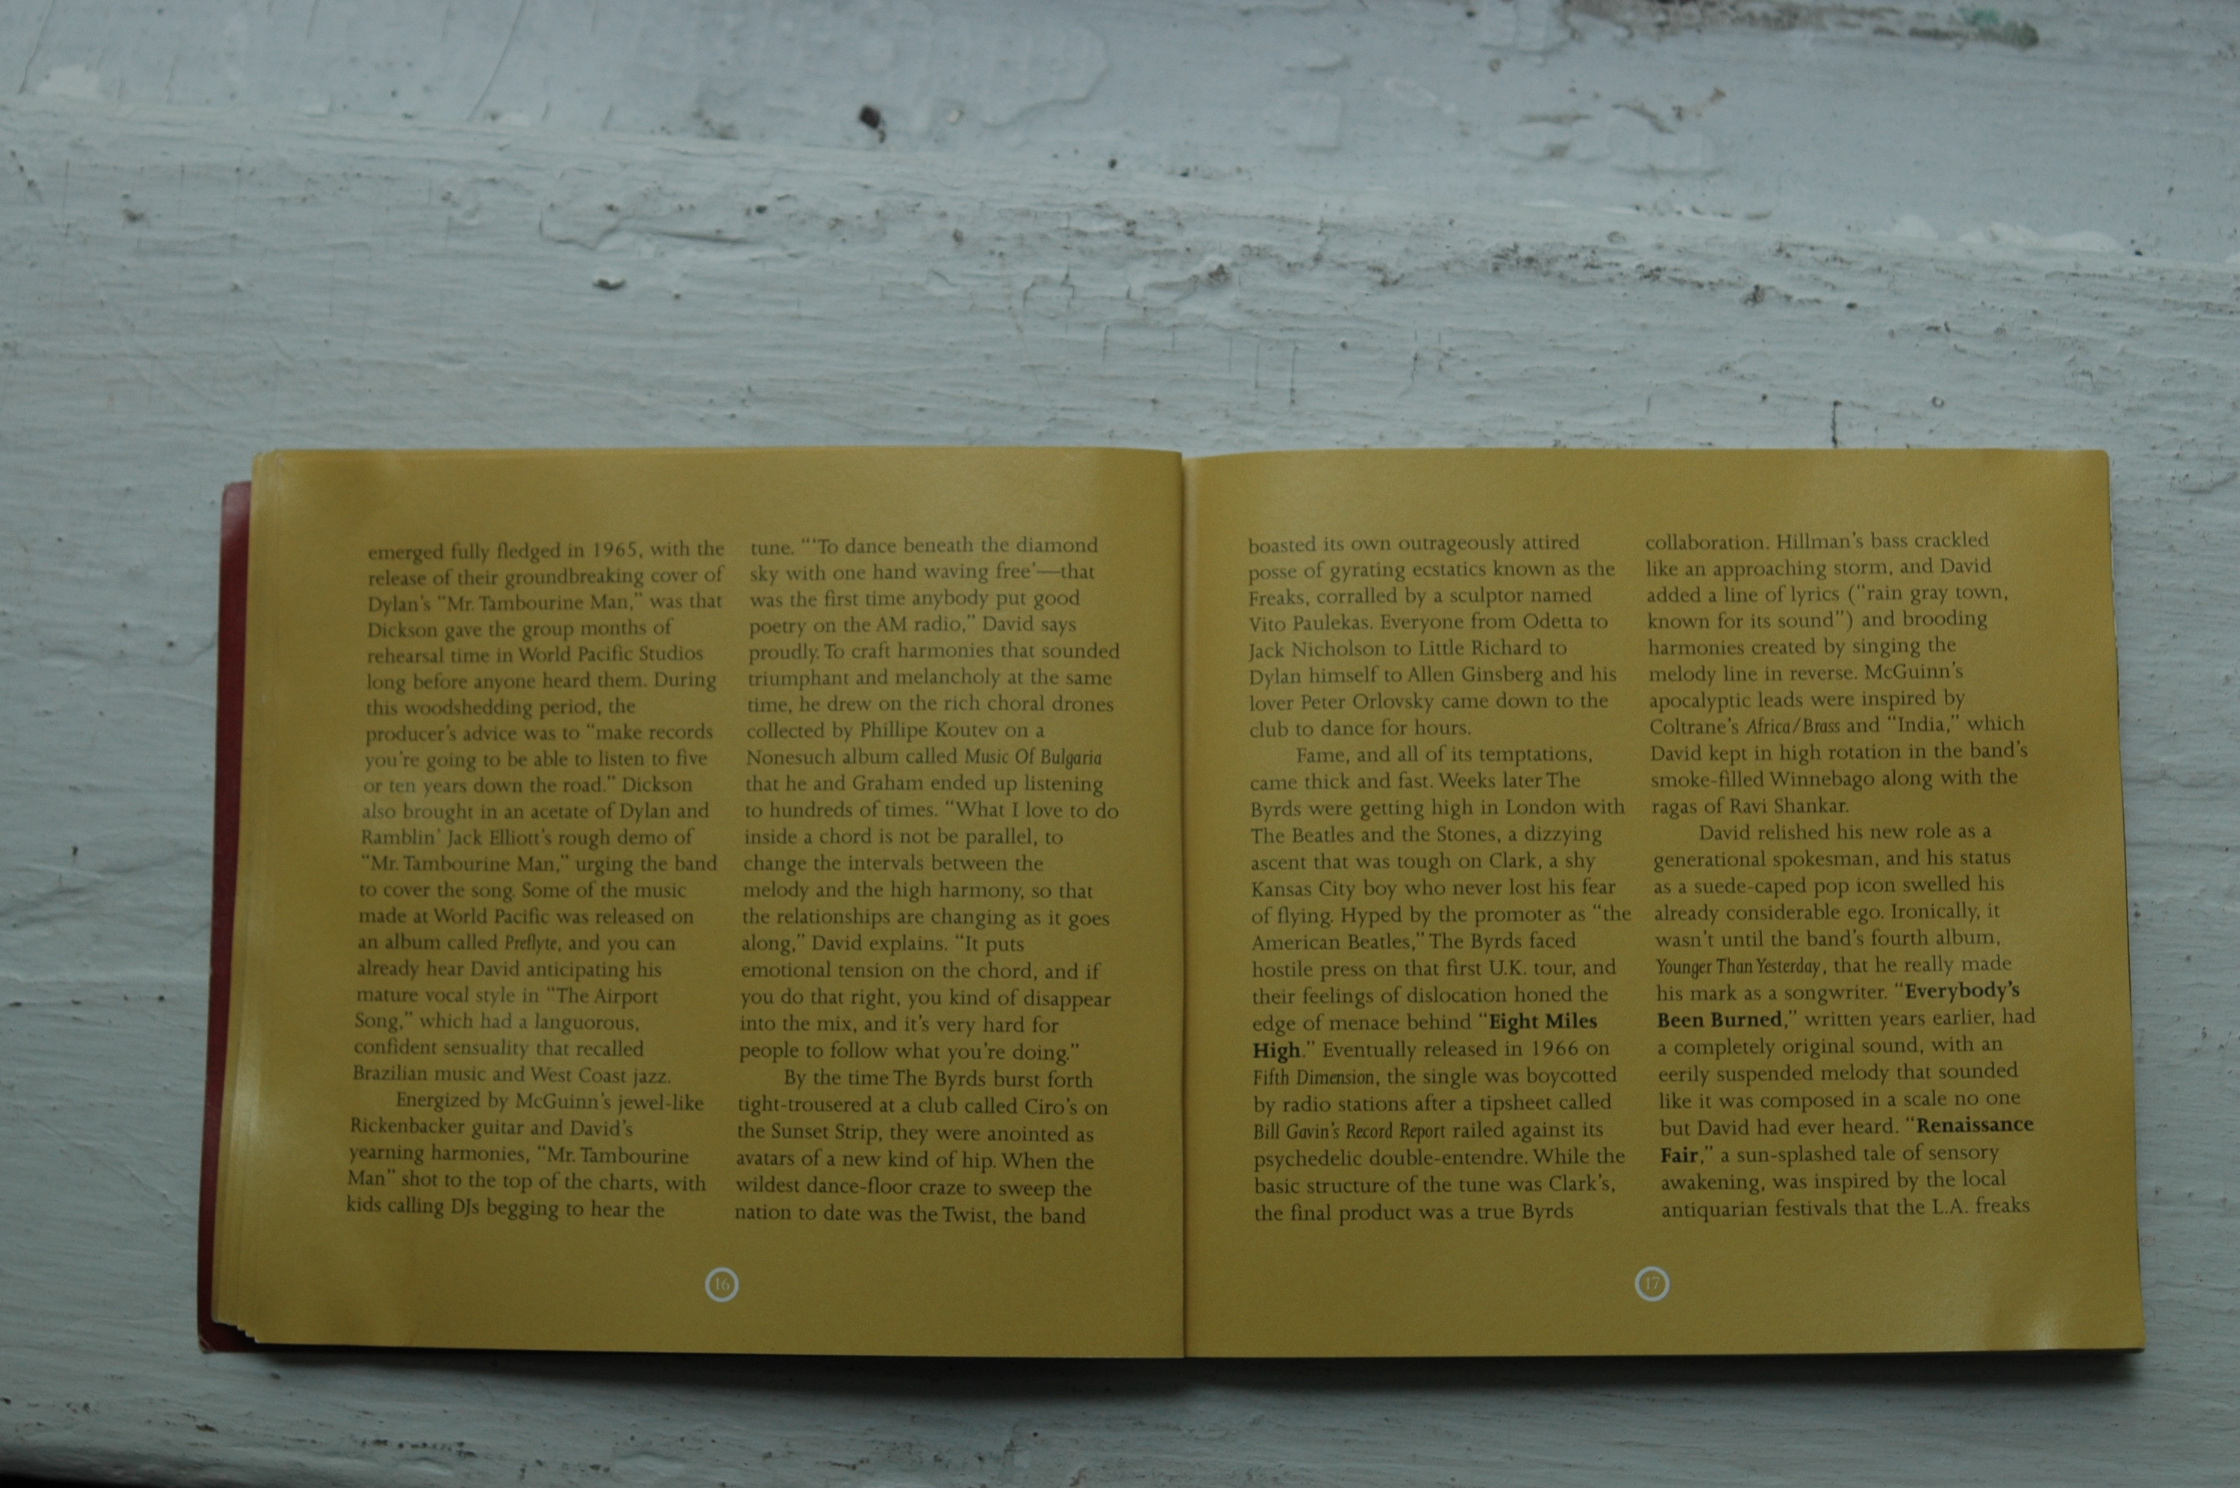 emerged fully fledged in 1965, with the
release of their groundbreaking cover of
Dylan's "Mr. Tambourine Man," was that
Dickson gave the group months of
rehearsal time in World Pacific Studios
long before anyone heard them. During
this woodshedding period, the
producer's advice was to "make records
you're going to be able to listen to five
or ten years down the road." Dickson
also brought in an acetate of Dylan and
Ramblin' Jack Elliott's rough demo of
"Mr. Tambourine Man," urging the band
to cover the song. Some of the music
made at World Pacific was released on
an album called Preflyte, and you can
already hear David anticipating his
mature vocal style in "The Airport
Song," which had a languorous,
confident sensuality that recalled
Brazilian music and West Coast jazz.
Energized by McGuinn's jewel-like
Rickenbacker guitar and David's
yearning harmonies, "Mr. Tambourine
Man" shot to the top of the charts, with
kids calling DJs begging to hear the
tune. "'To dance beneath the diamond
sky with one hand waving free'—that
was the first time anybody put good
poetry on the AM radio," David says
proudly. To craft harmonies that sounded
triumphant and melancholy at the same
time, he drew on the rich choral drones
collected by Phillipe Koutev on a
Nonesuch album called Music Of Bulgaria
that he and Graham ended up listening
to hundreds of times. "What I love to do
inside a chord is not be parallel, to
change the intervals between the
melody and the high harmony, so that
the relationships are changing as it goes
along," David explains. "It puts
emotional tension on the chord, and if
you do that right, you kind of disappear
into the mix, and it's very hard for
people to follow what you're doing."
By the time The Byrds burst forth
tight-trousered at a club called Ciro's on
the Sunset Strip, they were anointed as
avatars of a new kind of hip. When the
wildest dance-floor craze to sweep the
nation to date was the Twist, the band
16
boasted its own outrageously attired
posse of gyrating ecstatics known as the
Freaks, corralled by a sculptor named
Vito Paulekas. Everyone from Odetta to
Jack Nicholson to Little Richard to
Dylan himself to Allen Ginsberg and his
lover Peter Orlovsky came down to the
club to dance for hours.
Fame, and all of its temptations,
came thick and fast. Weeks later The
Byrds were getting high in London with
The Beatles and the Stones, a dizzying
ascent that was tough on Clark, a shy
Kansas City boy who never lost his fear
of flying. Hyped by the promoter as "the
American Beatles," The Byrds faced
hostile press on that first U.K. tour, and
their feelings of dislocation honed the
edge of menace behind "Eight Miles
High." Eventually released in 1966 on
Fifth Dimension, the single was boycotted
by radio stations after a tipsheet called
Bill Gavin's Record Report railed against its
psychedelic double-entendre. While the
basic structure of the tune was Clark's,
the final product was a true Byrds
collaboration. Hillman's bass crackled
like an approaching storm, and David
added a line of lyrics ("rain gray town,
known for its sound") and brooding
harmonies created by singing the
melody line in reverse. McGuinn's
apocalyptic leads were inspired by
Coltrane's Africa/Brass and "India," which
David kept in high rotation in the band's
smoke-filled Winnebago along with the
ragas of Ravi Shankar.
David relished his new role as a
generational spokesman, and his status
as a suede-caped pop icon swelled his
already considerable ego. Ironically, it
wasn't until the band's fourth album,
Younger Than Yesterday, that he really made
his mark as a songwriter. "Everybody's
Been Burned," written years earlier, had
a completely original sound, with an
eerily suspended melody that sounded
like it was composed in a scale no one
but David had ever heard. "Renaissance
Fair," a sun-splashed tale of sensory
awakening, was inspired by the local
antiquarian festivals that the L.A. freaks
17